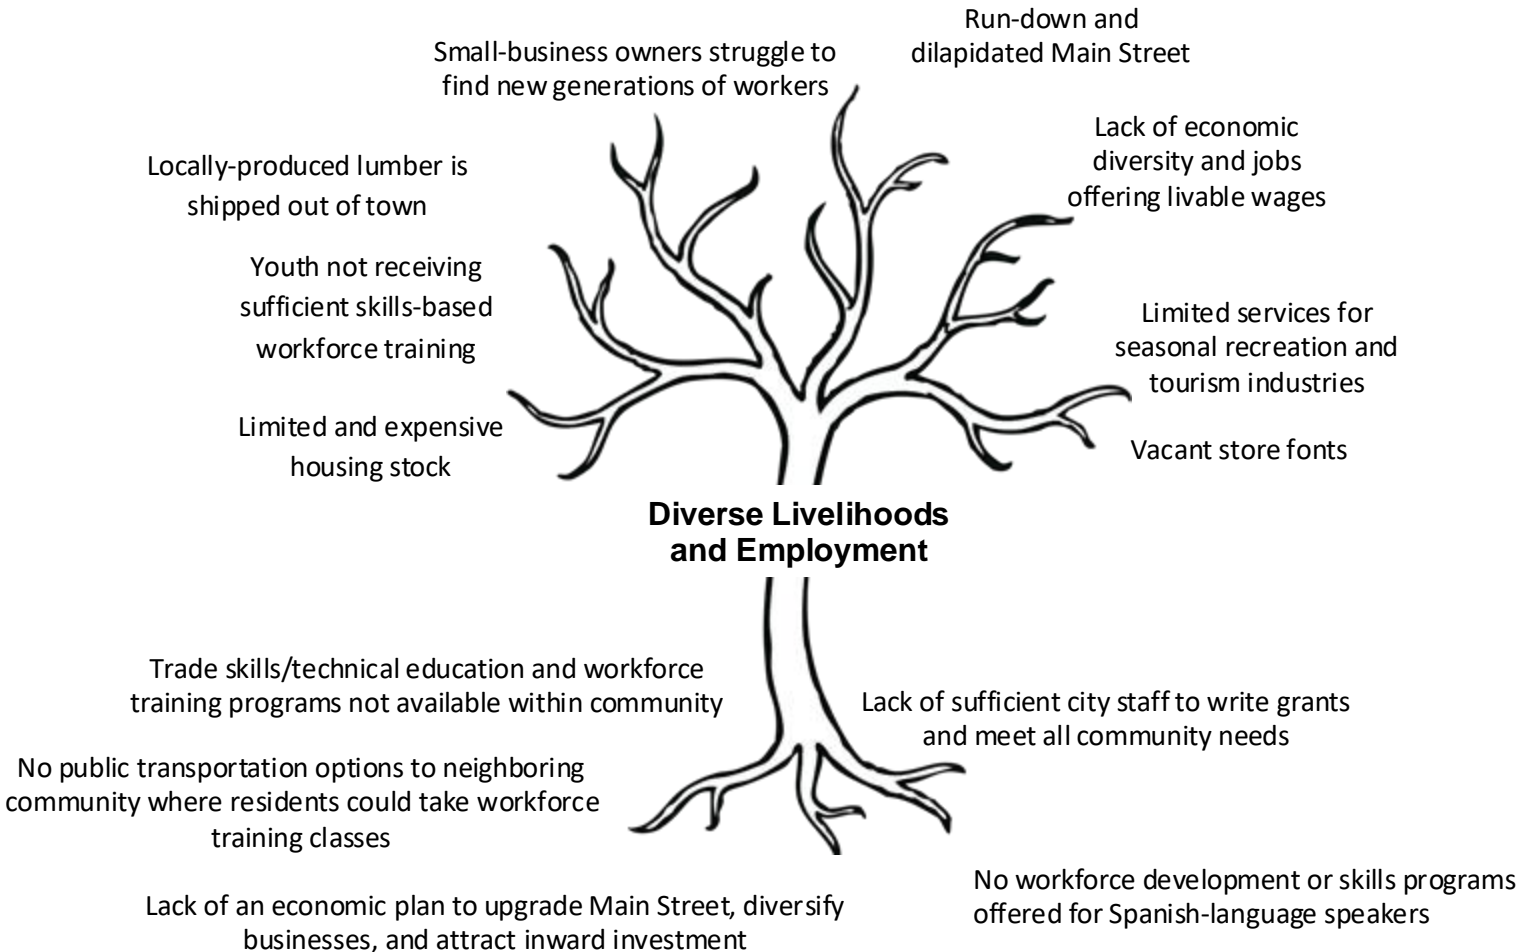 Run-down and
dilapidated Main Street
Small-business owners struggle to
find new generations of workers
Lack of economic
diversity and jobs
offering livable wages
Locally-produced lumber is
shipped out of town
Youth not receiving
sufficient skills-based
workforce training
Limited services for
seasonal recreation and
tourism industries
Limited and expensive
housing stock
Vacant store fonts
Diverse Livelihoods
and Employment
Trade skills/technical education and workforce
training programs not available within community
Lack of sufficient city staff to write grants
and meet all community needs
No public transportation options to neighboring
community where residents could take workforce
training classes
No workforce development or skills programs
offered for Spanish-language speakers
Lack of an economic plan to upgrade Main Street, diversify
businesses, and attract inward investment